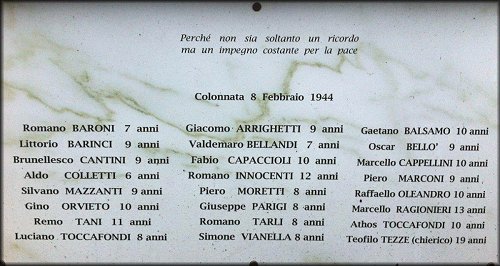 Perché non sia soltanto un ricordo
ma un impegno costante per la pace
Colonnata 8 Febbraio 1944
Romano BARONI 7 anni
Littorio BARINCI 9 anni
Brunellesco CANTINI 9 anni
Aldo COLLETTI 6 anni
Silvano MAZZANTI 9 anni
Gino ORVIETO 10 anni
Remo TANI 11 anni
Luciano TOCCAFONDI 8 anni
Giacomo ARRIGHETTI 9 anni
Valdemaro BELLANDI 7 anni
Fabio CAPACCIOLI 10 anni
Romano INNOCENTI 12 anni
Piero MORETTI 8 anni
Giuseppe PARIGI 8 anni
Romano TARLI 8 anni
Simone VIANELLA 8 anni
Gaetano BALSAMO 10 anni
Oscar BELLO' 9 anni
Marcello CAPPELLINI 10 anni
Piero MARCONI 9 anni
Raffaello OLEANDRO 10 anni
Marcello RAGIONIERI 13 anni
Athos TOCCAFONDI 10 anni
Teofilo TEZZE (chierico) 19 anni